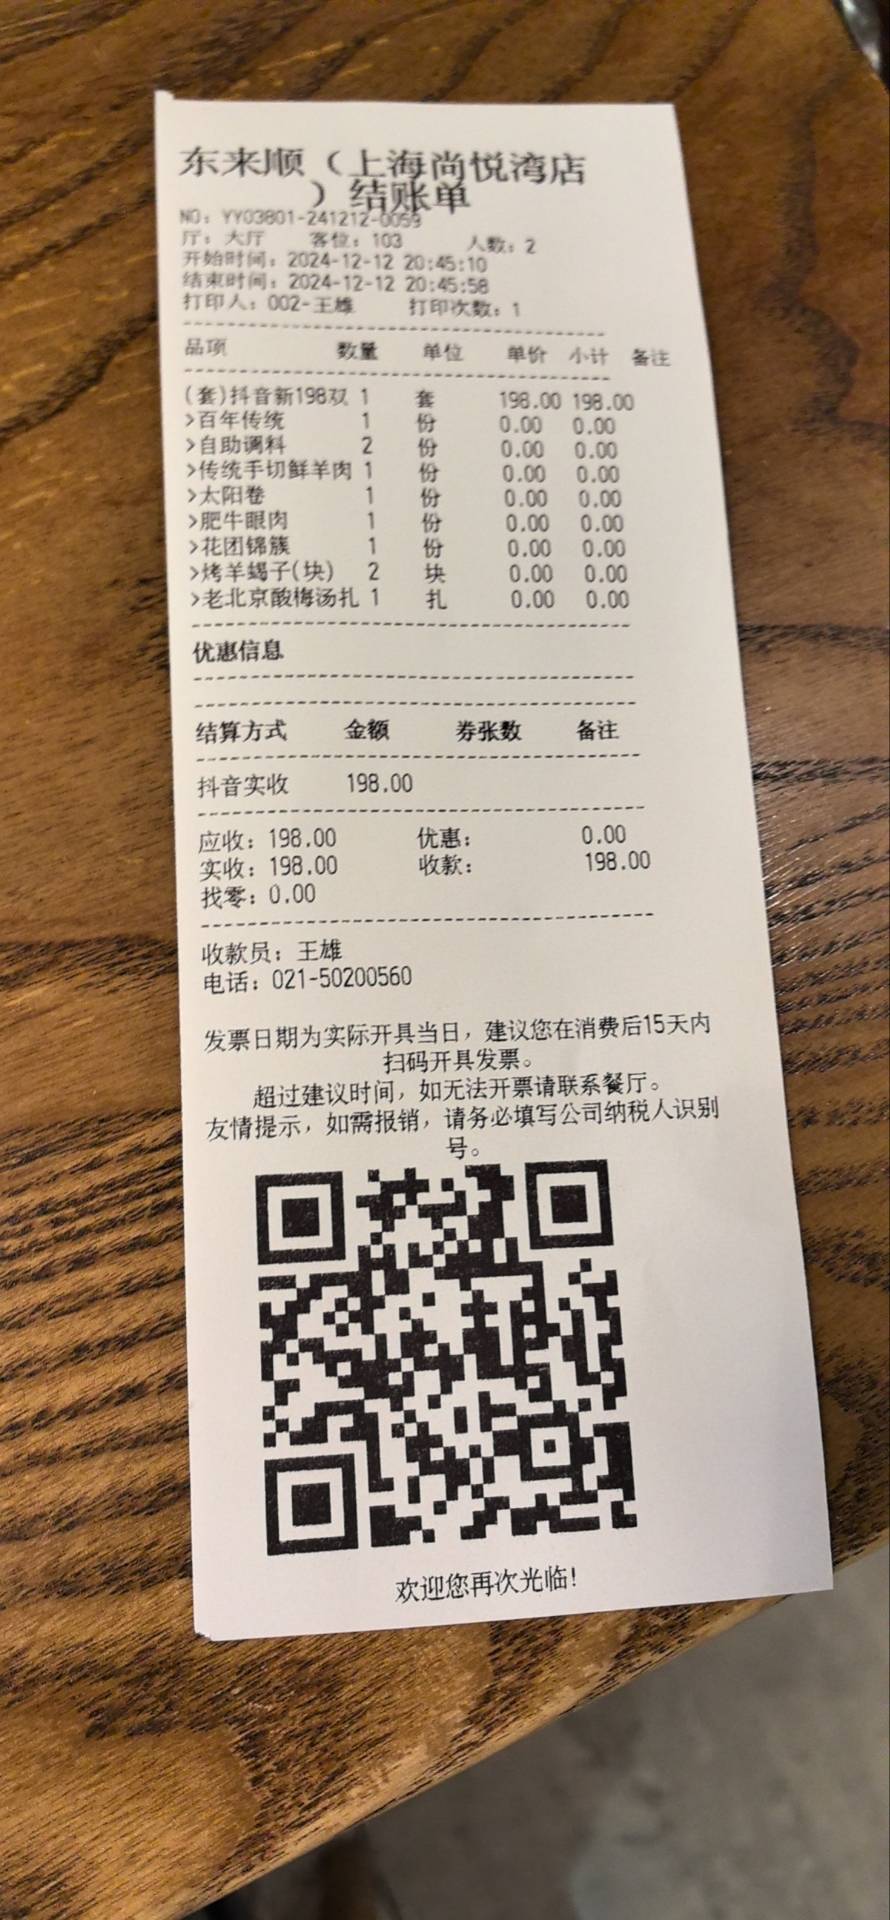 东来顺（上海尚悦湾店
）结账单
NO：YY03801-241212-0059
厅：大厅 客位：103 人数：2
开始时间：2024-12-12 20:45:10
结束时间：2024-12-12 20:45:58
打印人：002-王雄 打印次数：1
品项 数量 单位 单价 小计 备注
(套)抖音新198双 1 套 198.00 198.00
>百年传统 1 份 0.00 0.00
>自助调料 2 份 0.00 0.00
>传统手切鲜羊肉 1 份 0.00 0.00
>太阳卷 1 份 0.00 0.00
>肥牛眼肉 1 份 0.00 0.00
>花团锦簇 1 份 0.00 0.00
>烤羊蝎子(块) 2 块 0.00 0.00
>老北京酸梅汤扎 1 扎 0.00 0.00
优惠信息
结算方式 金额 券张数 备注
抖音实收 198.00
应收：198.00 优惠： 0.00
实收：198.00 收款： 198.00
找零：0.00
收款员：王雄
电话：021-50200560
发票日期为实际开具当日，建议您在消费后15天内
扫码开具发票。
超过建议时间，如无法开票请联系餐厅。
友情提示，如需报销，请务必填写公司纳税人识别
号。
欢迎您再次光临!